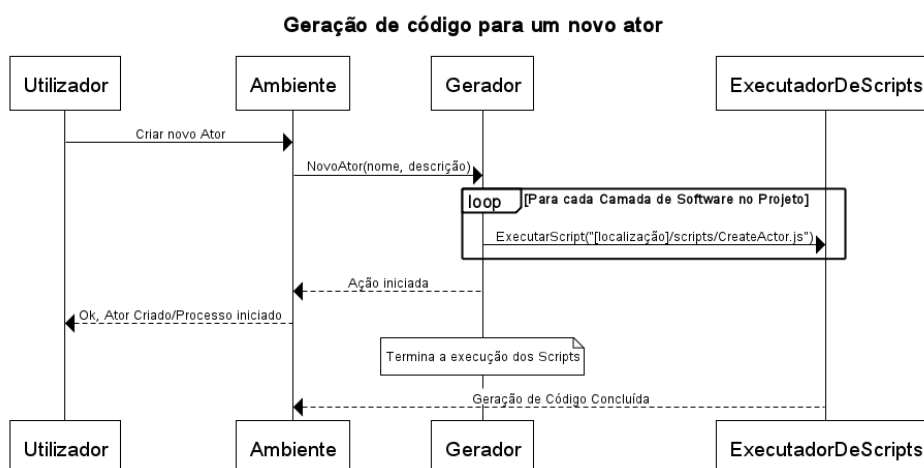 Geração de código para um novo ator
Utilizador
Ambiente
Gerador
ExecutadorDeScripts
Criar novo Ator
NovoAtor(nome, descrição)
loop
[Para cada Camada de Software no Projeto]
ExecutarScript("[localização]/scripts/CreateActor.js")
Ação iniciada
Ok, Ator Criado/Processo iniciado
Termina a execução dos Scripts
Geração de Código Concluída
Utilizador
Ambiente
Gerador
ExecutadorDeScripts